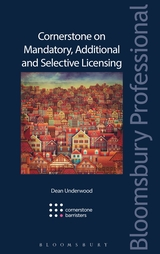 Cornerstone on
Mandatory, Additional
and Selective Licensing
Dean Underwood
cornerstone
barristers
BLOOMSBURY
Bloomsbury Professional